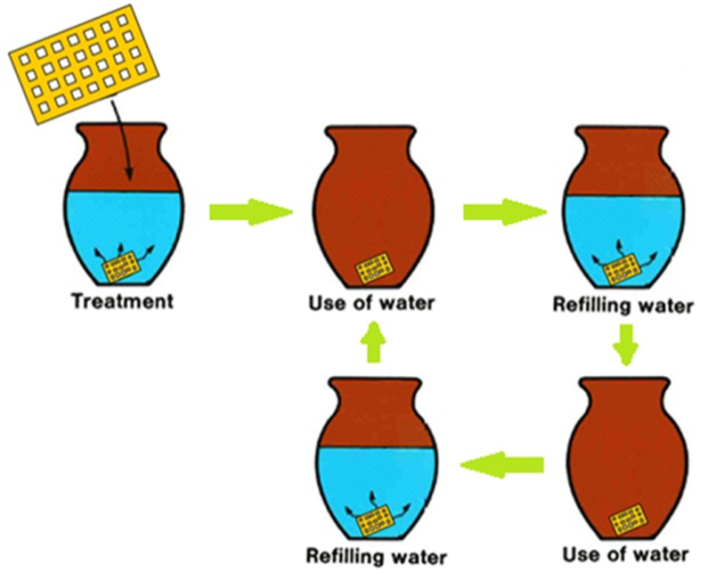 Treatment
Use of water
Refilling water
Refilling water
Use of water